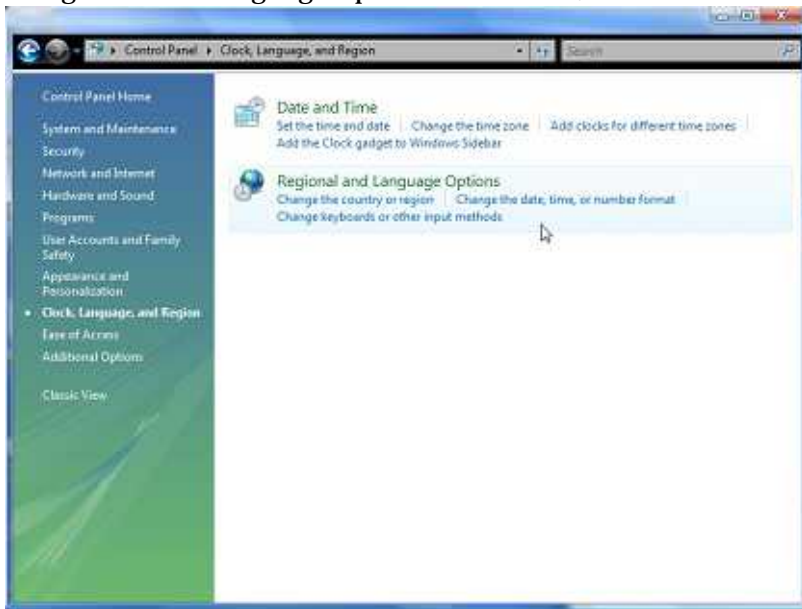 Control Panel ▸ Clock, Language, and Region
Search
Control Panel Home
System and Maintenance
Security
Network and Internet
Hardware and Sound
Programs
User Accounts and Family
Safety
Appearance and
Personalization
Clock, Language, and Region
Ease of Access
Additional Options
Classic View
Date and Time
Set the time and date | Change the time zone | Add clocks for different time zones |
Add the Clock gadget to Windows Sidebar
Regional and Language Options
Change the country or region | Change the date, time, or number format |
Change keyboards or other input methods